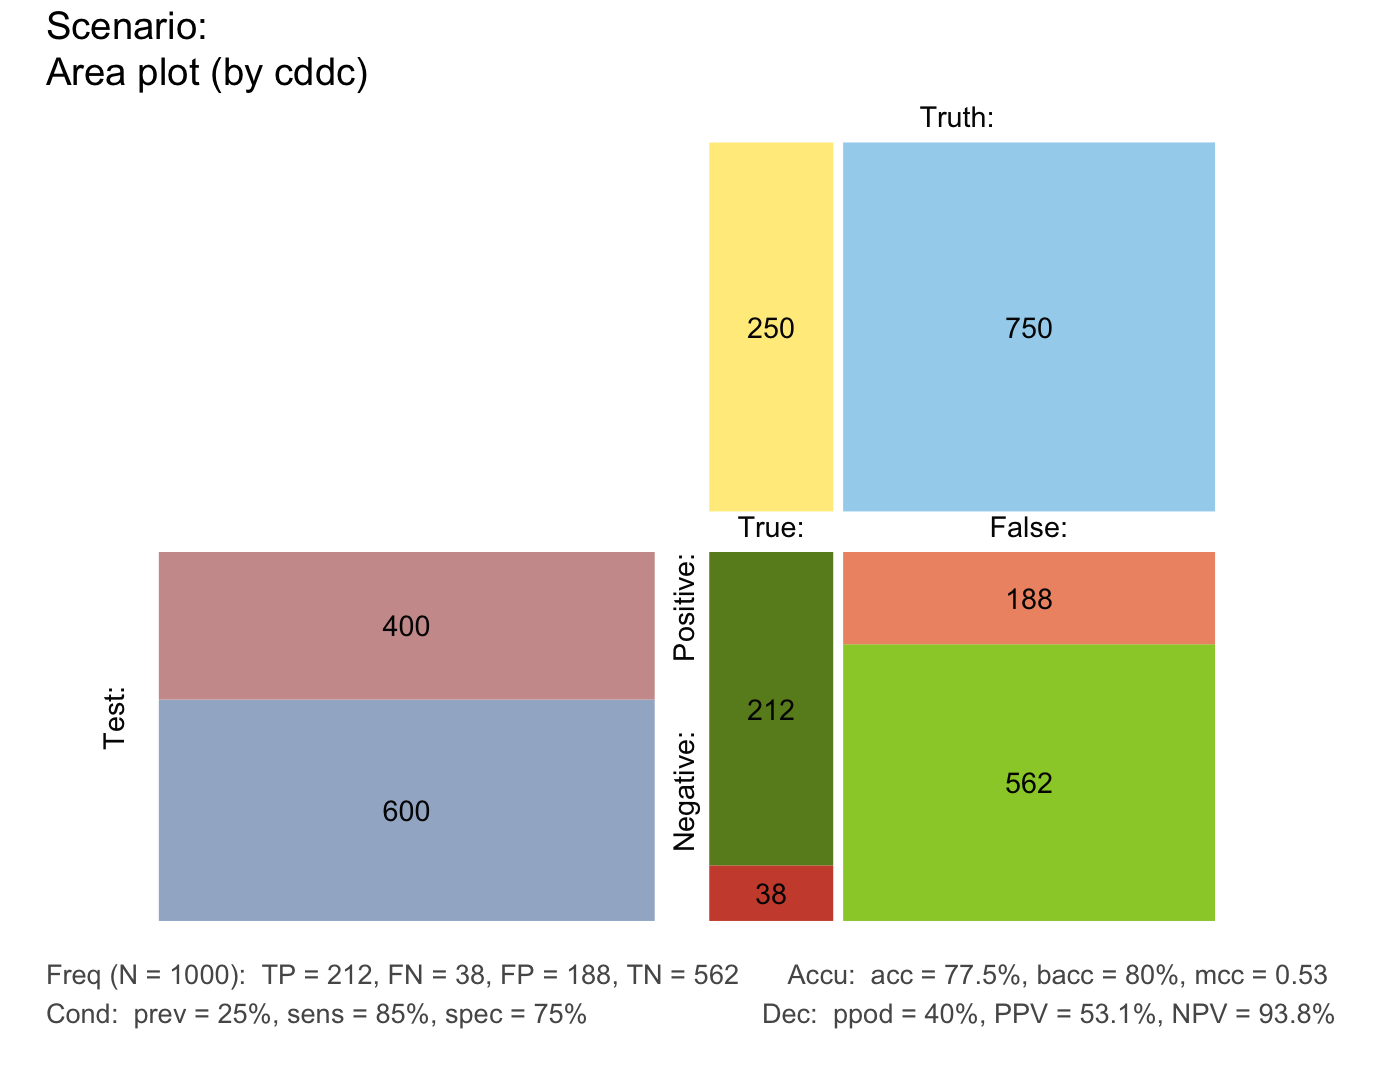 Scenario:
Area plot (by cddc)
Truth:
250
750
True:
False:
Test:
400
600
Positive:
Negative:
212
188
38
562
Freq (N = 1000):  TP = 212, FN = 38, FP = 188, TN = 562
Accu:  acc = 77.5%, bacc = 80%, mcc = 0.53
Cond:  prev = 25%, sens = 85%, spec = 75%
Dec:  ppod = 40%, PPV = 53.1%, NPV = 93.8%